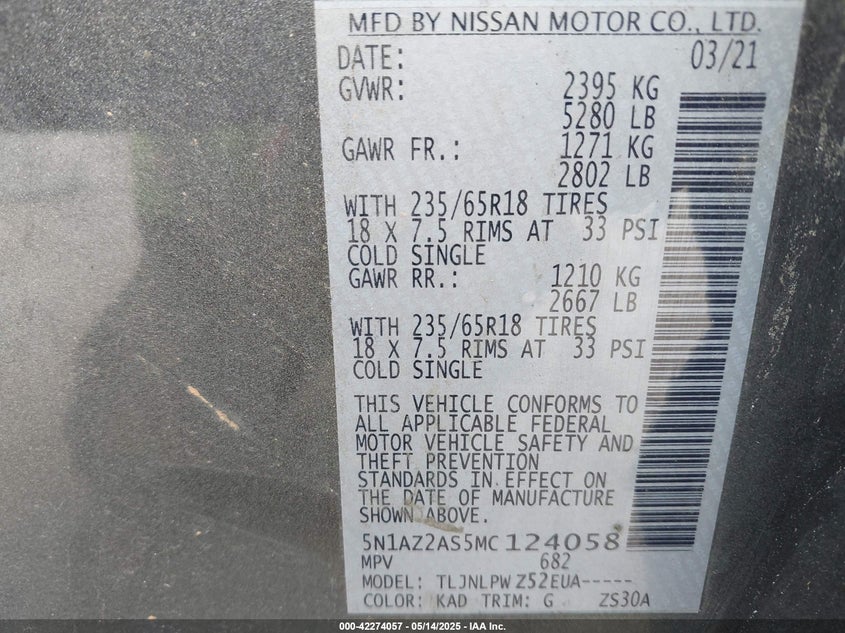 MFD BY NISSAN MOTOR CO., LTD.
DATE: 03/21
GVWR: 2395 KG
5280 LB
GAWR FR.: 1271 KG
2802 LB
WITH 235/65R18 TIRES
18 X 7.5 RIMS AT 33 PSI
COLD SINGLE
GAWR RR.: 1210 KG
2667 LB
WITH 235/65R18 TIRES
18 X 7.5 RIMS AT 33 PSI
COLD SINGLE
THIS VEHICLE CONFORMS TO
ALL APPLICABLE FEDERAL
MOTOR VEHICLE SAFETY AND
THEFT PREVENTION
STANDARDS IN EFFECT ON
THE DATE OF MANUFACTURE
SHOWN ABOVE.
5N1AZ2AS5MC124058
MPV 682
MODEL: TLJNLPW Z52EUA-----
COLOR: KAD TRIM: G ZS30A
000-42274057 - 05/14/2025 - IAA Inc.